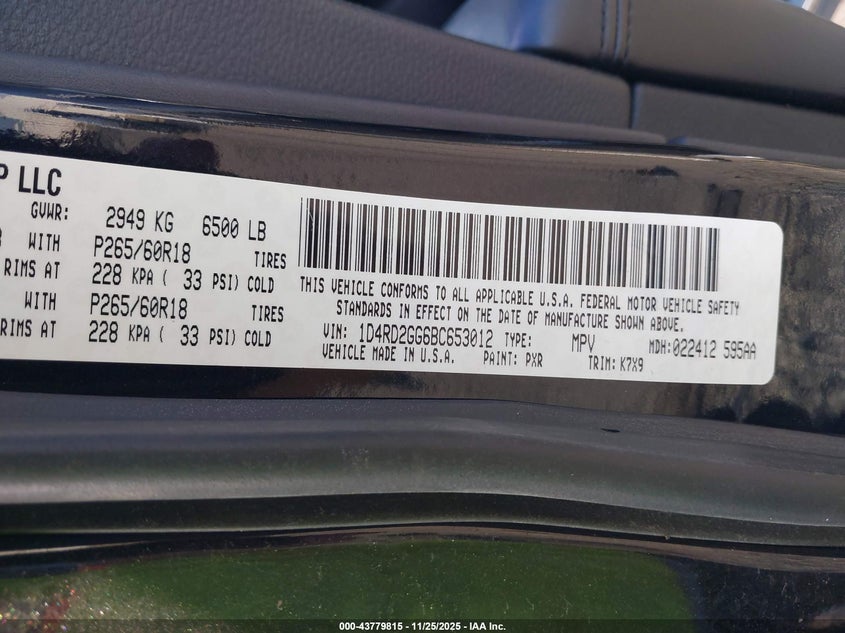 P LLC
GVWR: 2949 KG 6500 LB
WITH P265/60R18 TIRES
RIMS AT 228 KPA ( 33 PSI) COLD
WITH P265/60R18 TIRES
RIMS AT 228 KPA ( 33 PSI) COLD
THIS VEHICLE CONFORMS TO ALL APPLICABLE U.S.A. FEDERAL MOTOR VEHICLE SAFETY
STANDARDS IN EFFECT ON THE DATE OF MANUFACTURE SHOWN ABOVE.
VIN: 1D4RD2GG6BC653012 TYPE: MPV MDH:022412 595AA
VEHICLE MADE IN U.S.A. PAINT: PXR TRIM: K7X9
000-43779815 - 11/25/2025 - IAA Inc.